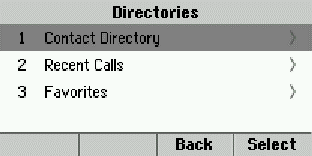 Directories
1 Contact Directory
2 Recent Calls
3 Favorites
Back Select